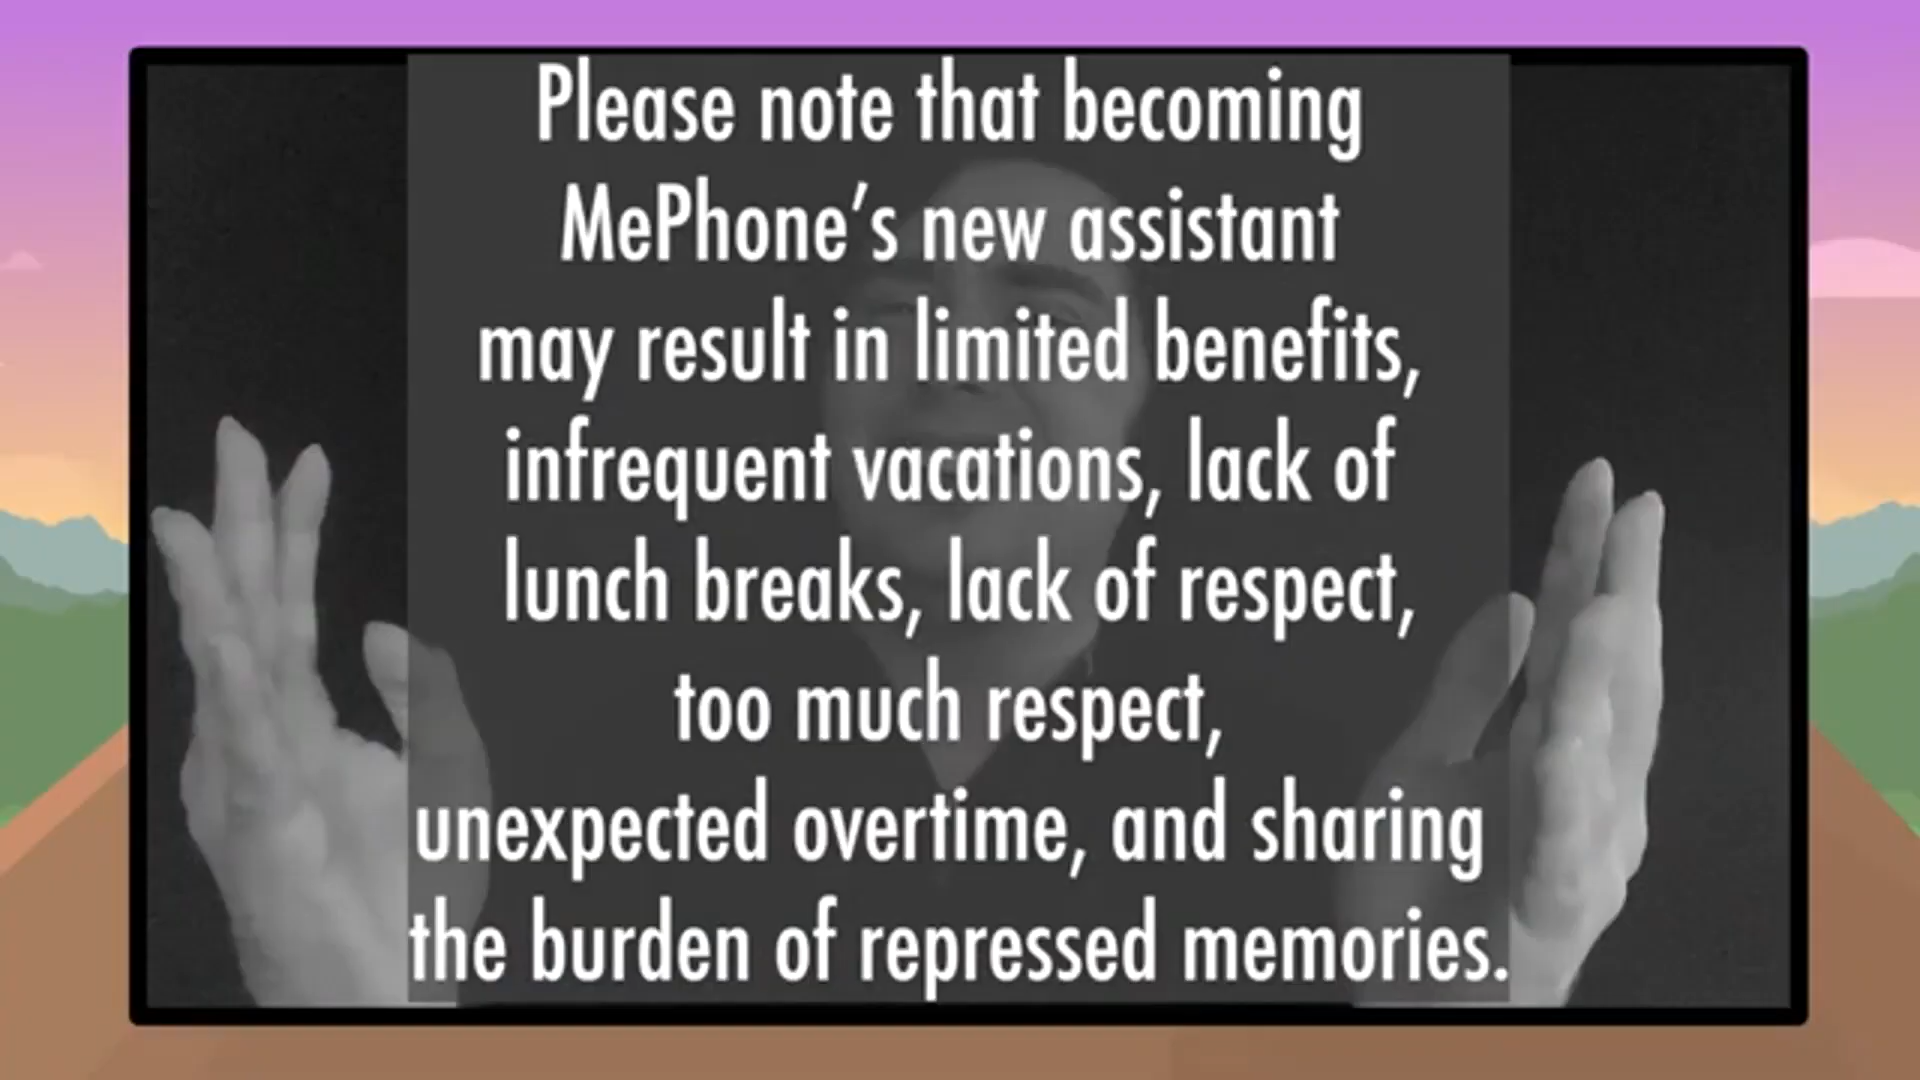 Please note that becoming
MePhone’s new assistant
may result in limited benefits,
infrequent vacations, lack of
lunch breaks, lack of respect,
too much respect,
unexpected overtime, and sharing
the burden of repressed memories.